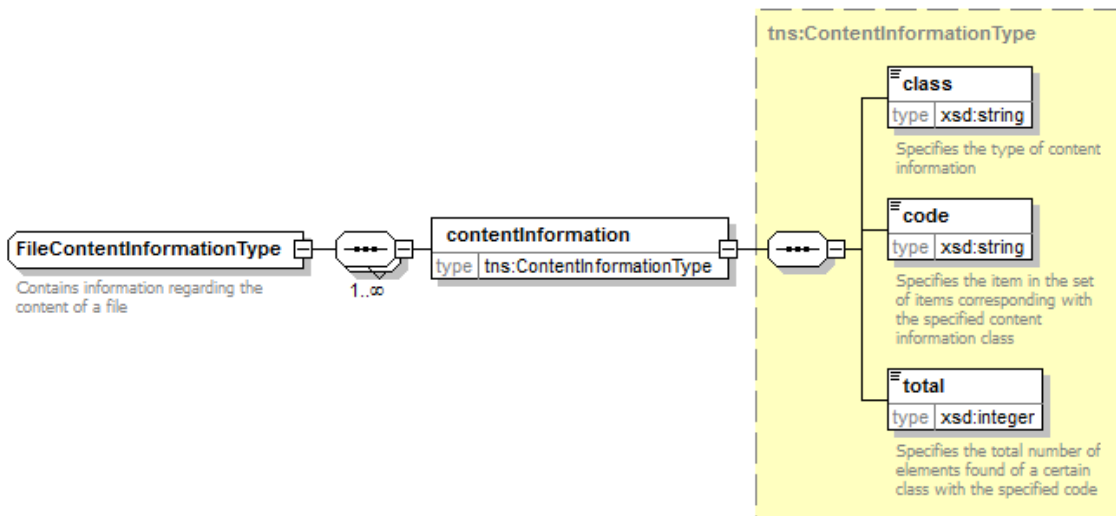 FileContentInformationType
Contains information regarding the
content of a file
1..∞
contentInformation
type tns:ContentInformationType
tns:ContentInformationType
class
type xsd:string
Specifies the type of content
information
code
type xsd:string
Specifies the item in the set
of items corresponding with
the specified content
information class
total
type xsd:integer
Specifies the total number of
elements found of a certain
class with the specified code